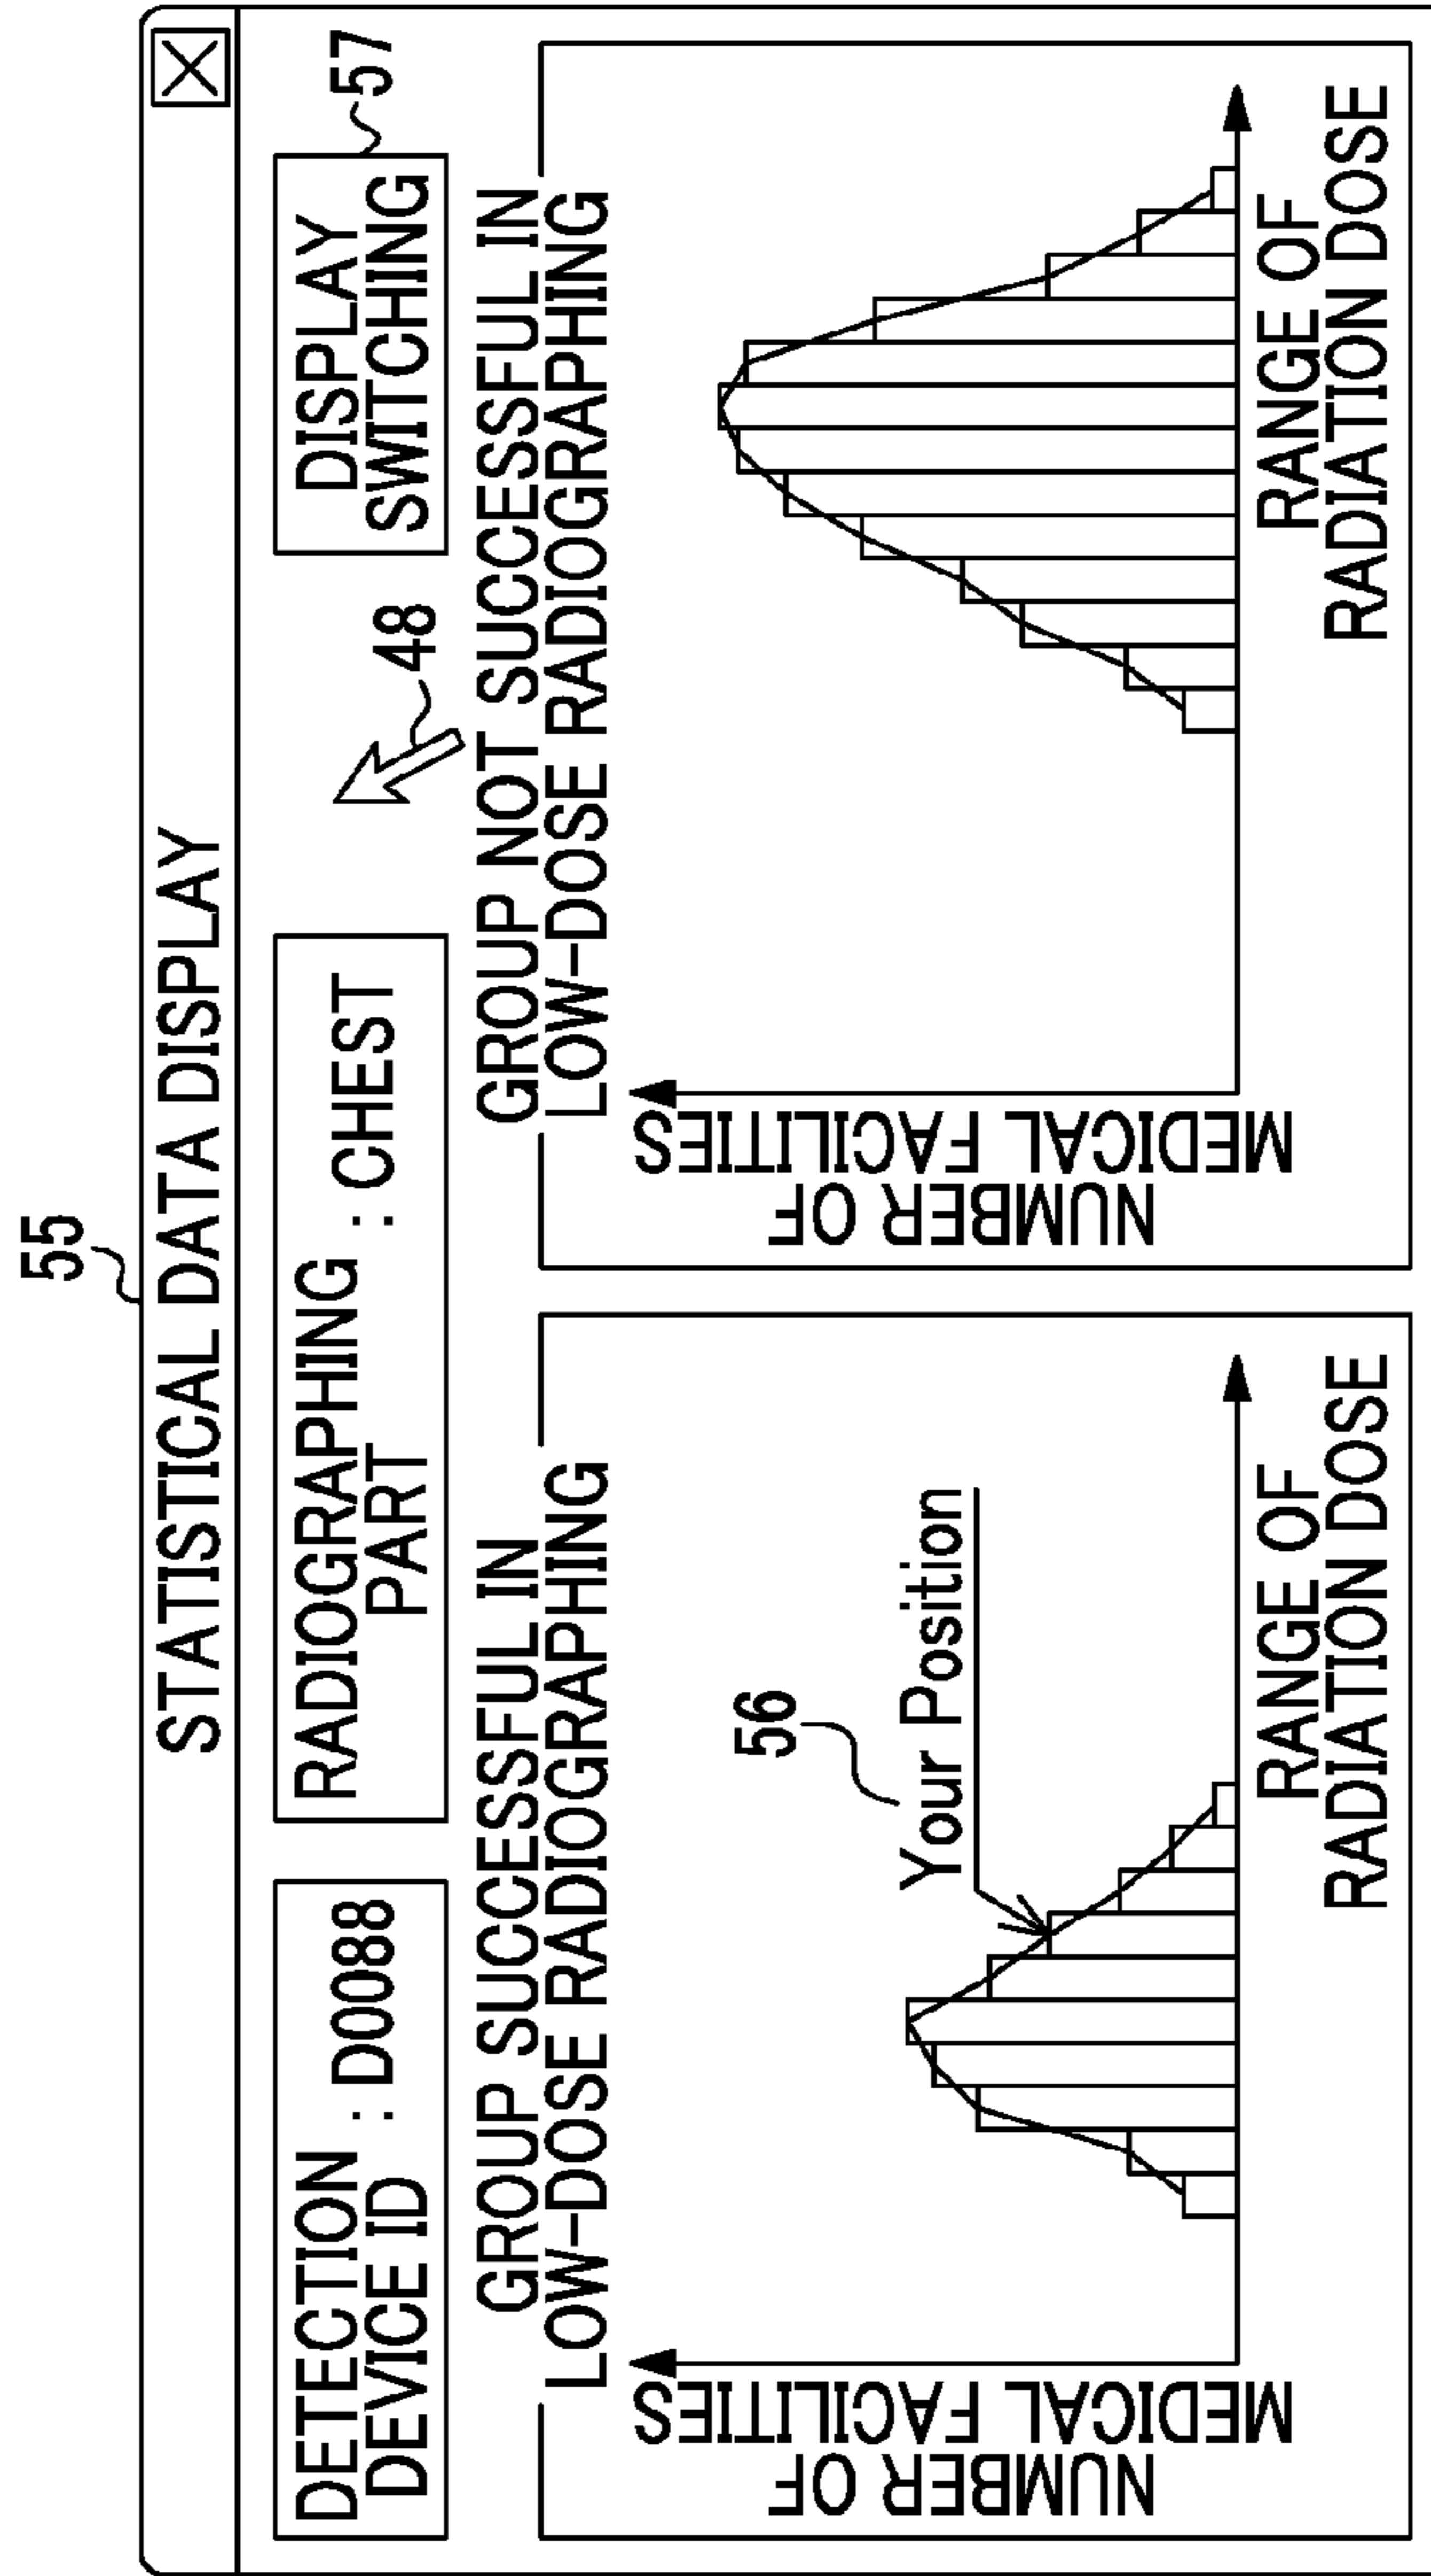 55
STATISTICAL DATA DISPLAY
DETECTION : D0088
DEVICE ID
RADIOGRAPHING : CHEST
PART
DISPLAY
SWITCHING
57
48
GROUP SUCCESSFUL IN
LOW-DOSE RADIOGRAPHING
NUMBER OF
MEDICAL FACILITIES
56
Your Position
RANGE OF
RADIATION DOSE
GROUP NOT SUCCESSFUL IN
LOW-DOSE RADIOGRAPHING
NUMBER OF
MEDICAL FACILITIES
RANGE OF
RADIATION DOSE